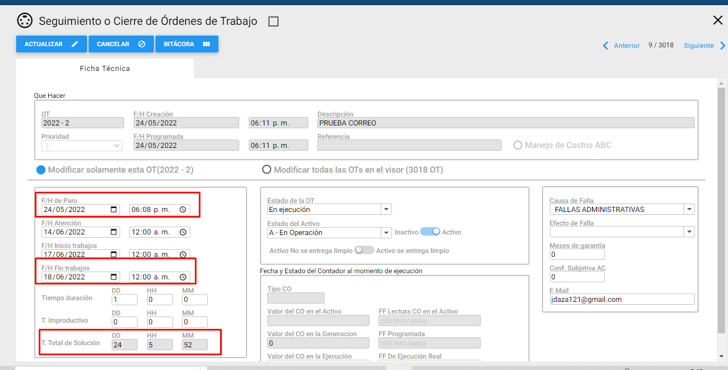 Seguimiento o Cierre de Órdenes de Trabajo
ACTUALIZAR CANCELAR BITÁCORA
Anterior 9 / 3018 Siguiente
Ficha Técnica
Que Hacer
OT F/H Creación Descripción
2022 - 2 24/05/2022 06:11 p. m. PRUEBA CORREO
Prioridad F/H Programada Referencia
3 24/05/2022 06:11 p. m. Manejo de Costos ABC
Modificar solamente esta OT(2022 - 2) Modificar todas las OTs en el visor (3018 OT)
F/H de Paro
24/05/2022 06:08 p. m.
F/H Atención
14/06/2022 12:00 a. m.
F/H Inicio trabajos
17/06/2022 12:00 a. m.
F/H Fin trabajos
18/06/2022 12:00 a. m.
DD HH MM
Tiempo duración 1 0 0
DD HH MM
T. Improductivo 0 0 0
DD HH MM
T. Total de Solución 24 5 52
Estado de la OT
En ejecución
Estado del Activo
A - En Operación Inactivo Activo
Activo No se entrega limpio Activo se entrega limpio
Fecha y Estado del Contador al momento de ejecución
Tipo CO
Valor del CO en el Activo FF Lectura CO en el Activo
dd/mm/aaaa
Valor del CO en la Generacion FF Programada
0 dd/mm/aaaa
Valor del CO en la Ejecución FF De Ejecución Real
Causa de Falla
FALLAS ADMINISTRATIVAS
Efecto de Falla
Meses de garantía
0
Conf. Subjetiva AC
0
E-Mail
jdaza121@gmail.com